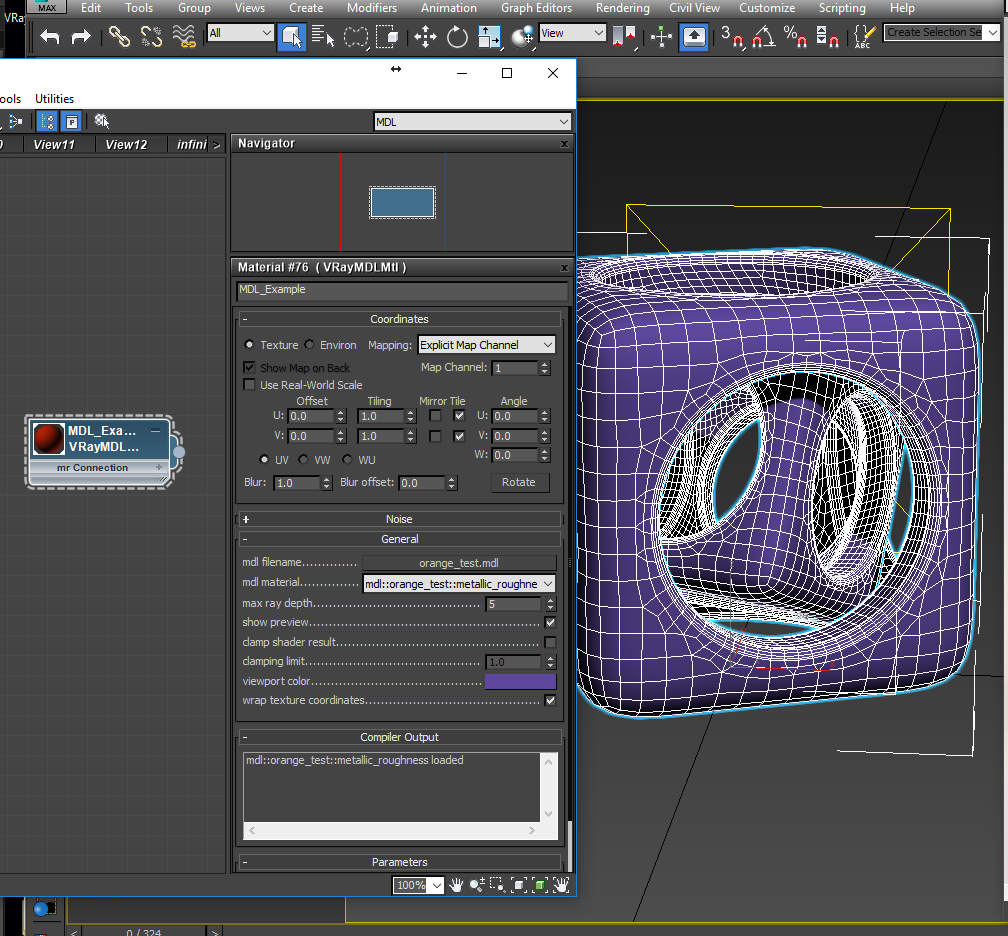 MAX Edit Tools Group Views Create Modifiers Animation Graph Editors Rendering Civil View Customize Scripting Help
VRa
All
View
3
%
ABC
Create Selection Se
ools Utilities
P
MDL
0 View11 View12 infini >
Navigator x
Material #76 ( VRayMDLMtl ) x
MDL_Example
- Coordinates
Texture Environ Mapping: Explicit Map Channel
Show Map on Back Map Channel: 1
Use Real-World Scale
Offset Tiling Mirror Tile Angle
U: 0.0 1.0 U: 0.0
V: 0.0 1.0 V: 0.0
W: 0.0
UV VW WU
Blur: 1.0 Blur offset: 0.0 Rotate
+ Noise
- General
mdl filename.............. orange_test.mdl
mdl material............... mdl::orange_test::metallic_roughne
max ray depth.......................................... 5
show preview..........................................................
clamp shader result....................................................
clamping limit............................................ 1.0
viewport color...........................................
wrap texture coordinates............................................
- Compiler Output
mdl::orange_test::metallic_roughness loaded
- Parameters
100%
MDL_Exa...
VRayMDL...
mr Connection +
< 0 / 324 >